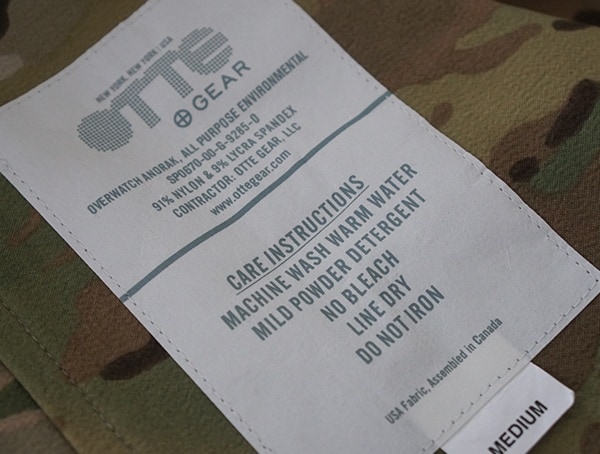 NEW YORK, NEW YORK / USA
OTTE
GEAR
OVERWATCH ANORAK, ALL PURPOSE ENVIRONMENTAL
SPO670-00-G-9285-0
91% NYLON & 9% LYCRA SPANDEX
CONTRACTOR: OTTE GEAR, LLC
www.ottegear.com
CARE INSTRUCTIONS
MACHINE WASH WARM WATER
MILD POWDER DETERGENT
NO BLEACH
LINE DRY
DO NOT IRON
USA Fabric, Assembled in Canada
MEDIUM